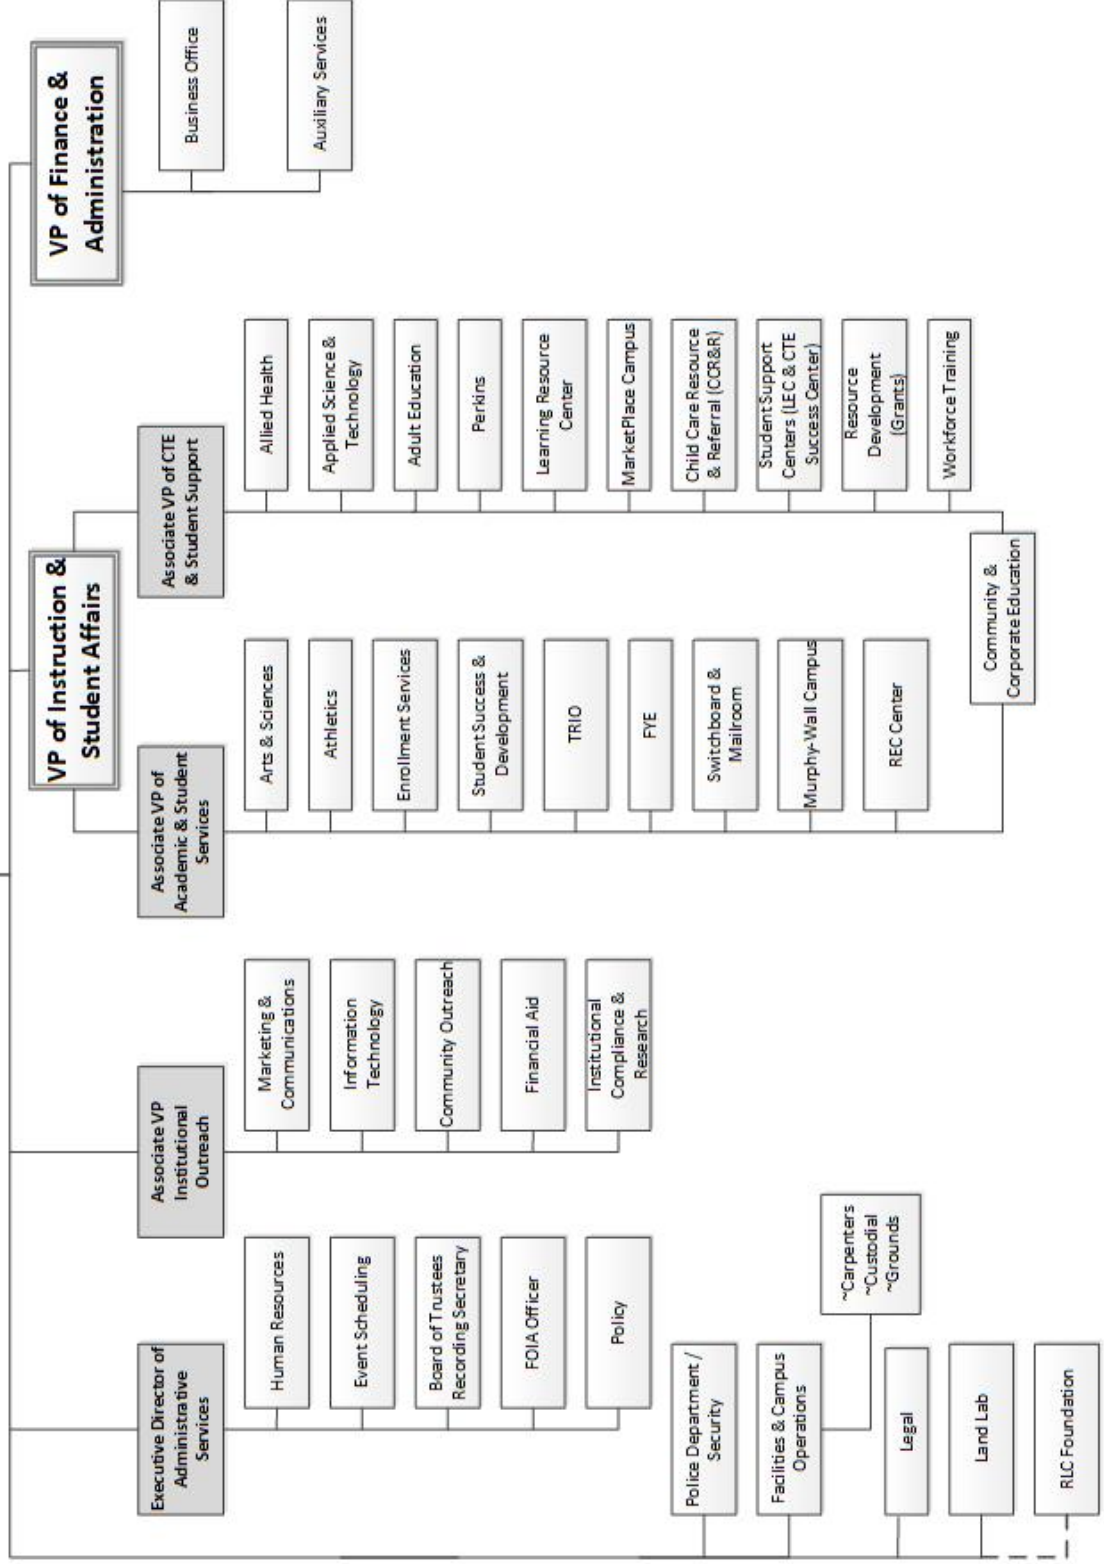 Executive Director of
Administrative
Services
Human Resources
Event Scheduling
Board of Trustees
Recording Secretary
FOIA Officer
Policy
Police Department /
Security
Facilities & Campus
Operations
~Carpenters
~Custodial
~Grounds
Legal
Land Lab
RLC Foundation
Associate VP
Institutional
Outreach
Marketing &
Communications
Information
Technology
Community Outreach
Financial Aid
Institutional
Compliance &
Research
VP of Instruction &
Student Affairs
Associate VP of
Academic & Student
Services
Arts & Sciences
Athletics
Enrollment Services
Student Success &
Development
TRIO
FYE
Switchboard &
Mailroom
Murphy-Wall Campus
REC Center
Associate VP of CTE
& Student Support
Allied Health
Applied Science &
Technology
Adult Education
Perkins
Learning Resource
Center
MarketPlace Campus
Child Care Resource
& Referral (CCR&R)
Student Support
Centers (LEC & CTE
Success Center)
Resource
Development
(Grants)
Workforce Training
Community &
Corporate Education
VP of Finance &
Administration
Business Office
Auxiliary Services